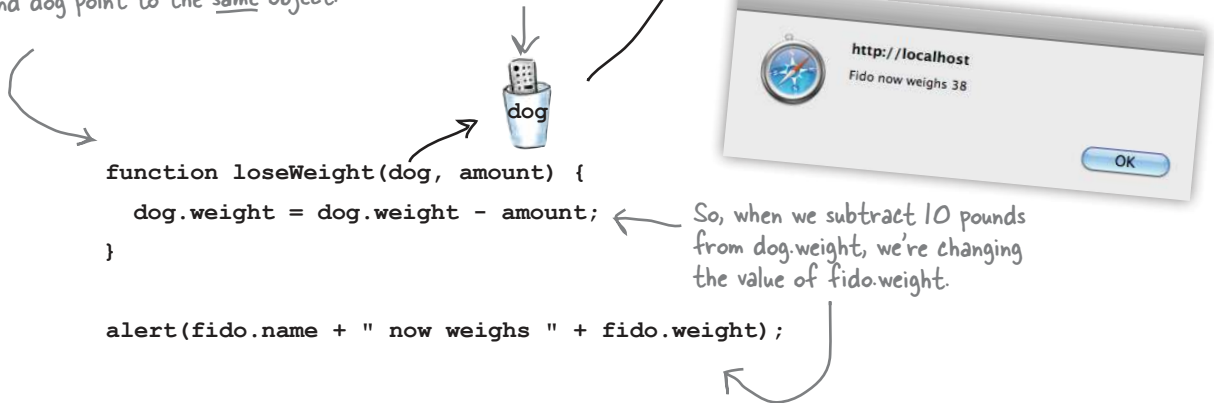 nd dog point to the same object.
dog
http://localhost
Fido now weighs 38
OK
function loseWeight(dog, amount) {
dog.weight = dog.weight - amount;
}
So, when we subtract 10 pounds
from dog.weight, we're changing
the value of fido.weight.
alert(fido.name + " now weighs " + fido.weight);